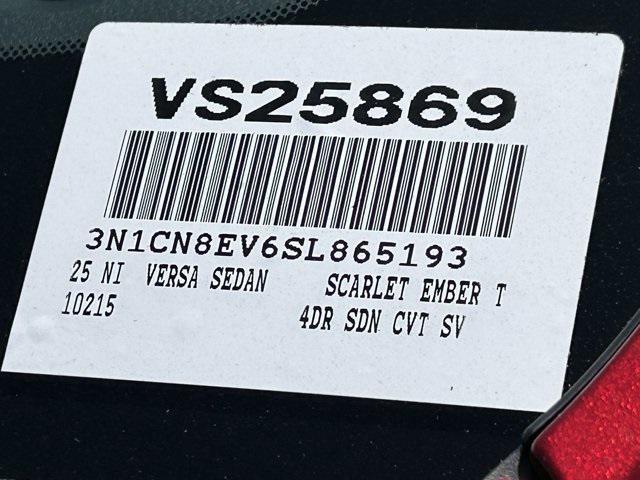 VS25869
3N1CN8EV6SL865193
25 NI VERSA SEDAN SCARLET EMBER T
10215 4DR SDN CVT SV